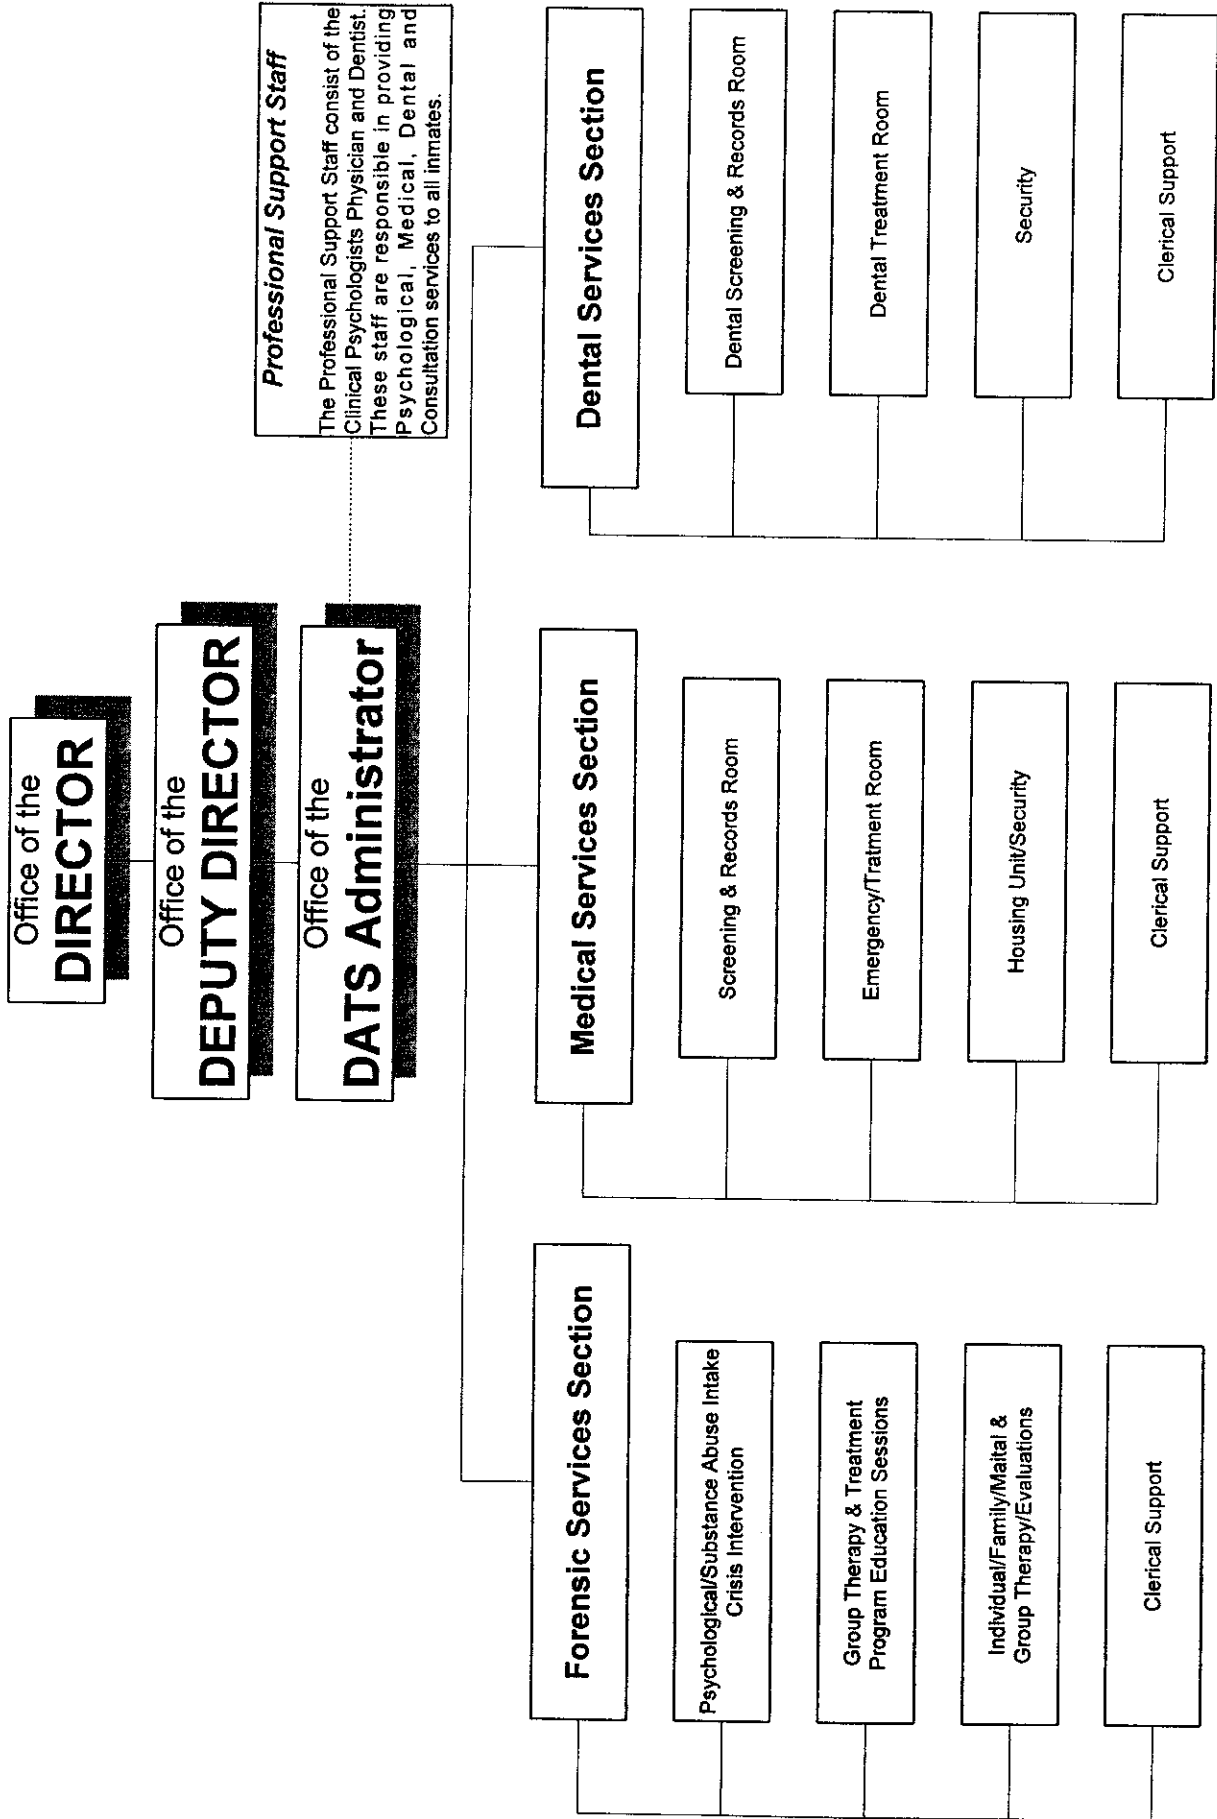 Office of the
DIRECTOR
Office of the
DEPUTY DIRECTOR
Office of the
DATS Administrator
Professional Support Staff
The Professional Support Staff consist of the
Clinical Psychologists Physician and Dentist.
These staff are responsible in providing
Psychological, Medical, Dental and
Consultation services to all inmates.
Forensic Services Section
Psychological/Substance Abuse Intake
Crisis Intervention
Group Therapy & Treatment
Program Education Sessions
Individual/Family/Maital &
Group Therapy/Evaluations
Clerical Support
Medical Services Section
Screening & Records Room
Emergency/Tratment Room
Housing Unit/Security
Clerical Support
Dental Services Section
Dental Screening & Records Room
Dental Treatment Room
Security
Clerical Support